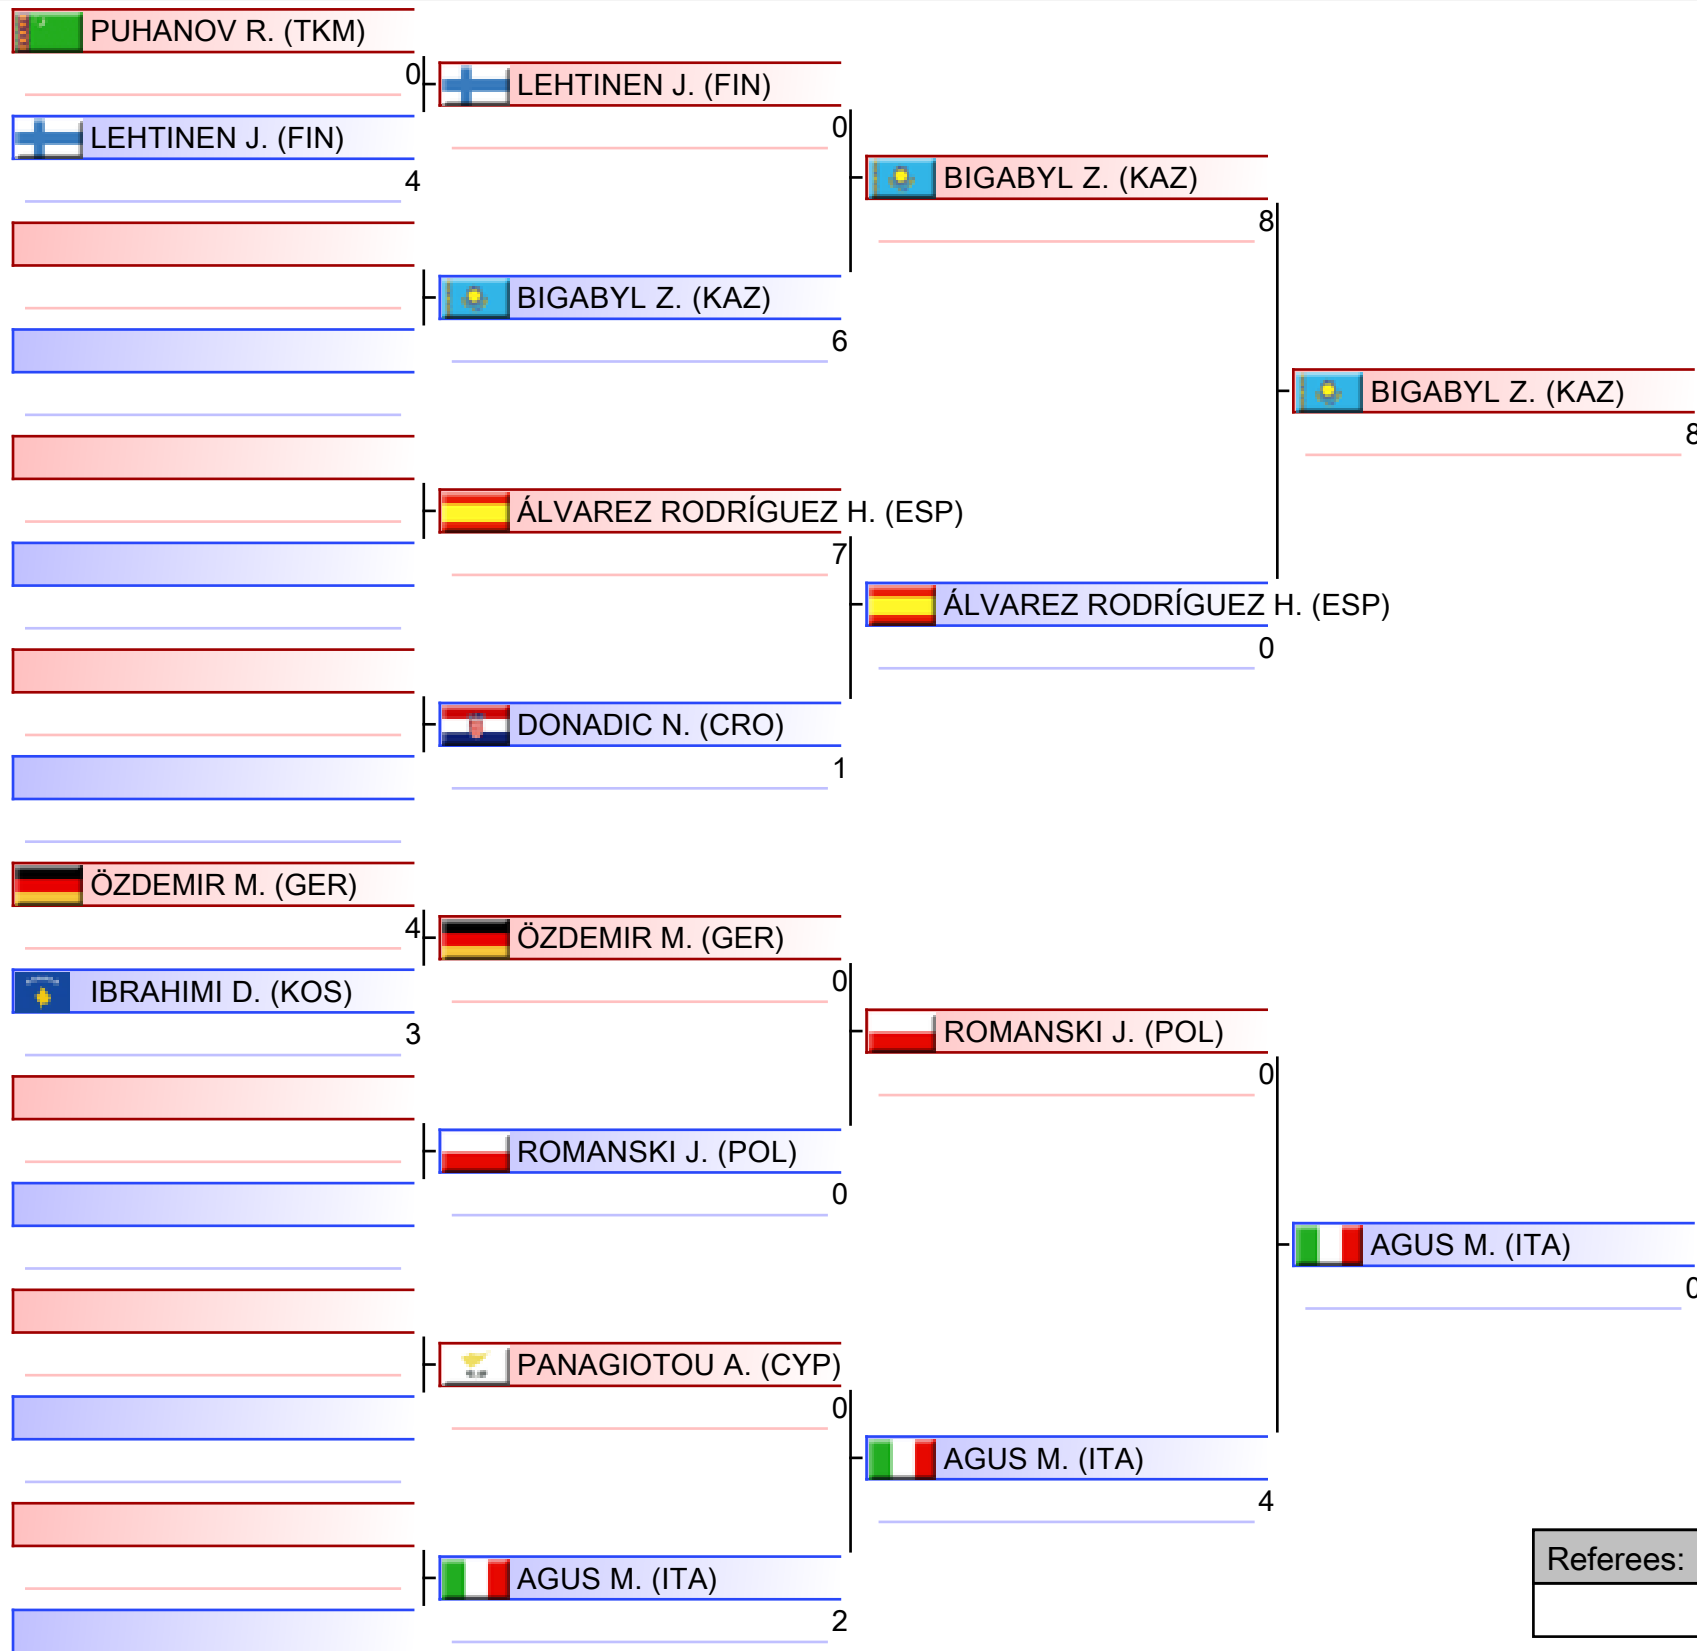 PUHANOV R. (TKM)
0
LEHTINEN J. (FIN)
4
ÖZDEMIR M. (GER)
4
IBRAHIMI D. (KOS)
3
LEHTINEN J. (FIN)
0
BIGABYL Z. (KAZ)
6
ÁLVAREZ RODRÍGUEZ H. (ESP)
7
DONADIC N. (CRO)
1
ÖZDEMIR M. (GER)
0
ROMANSKI J. (POL)
0
PANAGIOTOU A. (CYP)
0
AGUS M. (ITA)
2
BIGABYL Z. (KAZ)
8
ÁLVAREZ RODRÍGUEZ H. (ESP)
0
ROMANSKI J. (POL)
0
AGUS M. (ITA)
4
BIGABYL Z. (KAZ)
8
AGUS M. (ITA)
0
Referees: